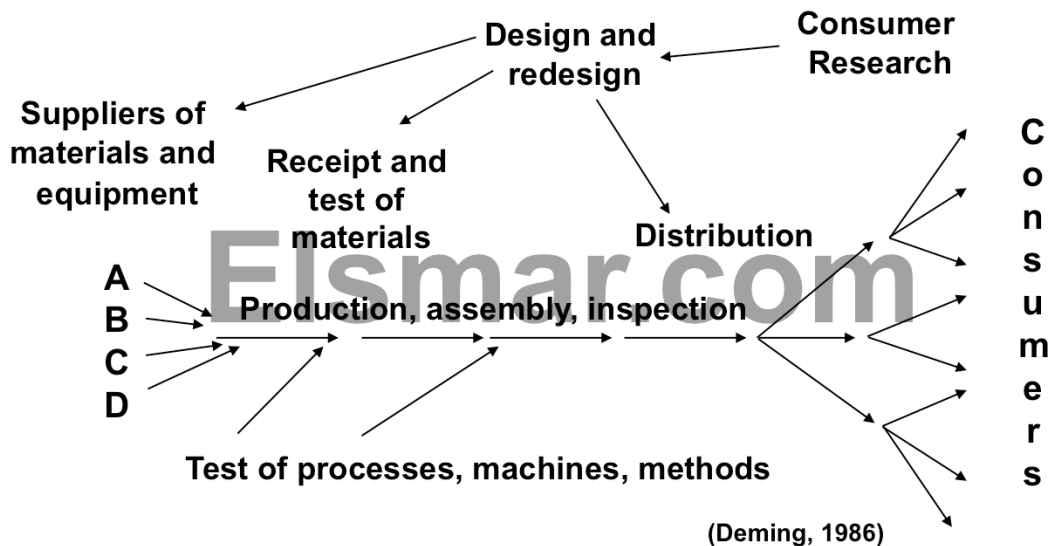 Consumer
Research
Design and
redesign
Suppliers of
materials and
equipment
Receipt and
test of
materials
Distribution
Elsmar.com
A
B
C
D
Production, assembly, inspection
Test of processes, machines, methods
Consumers
(Deming, 1986)